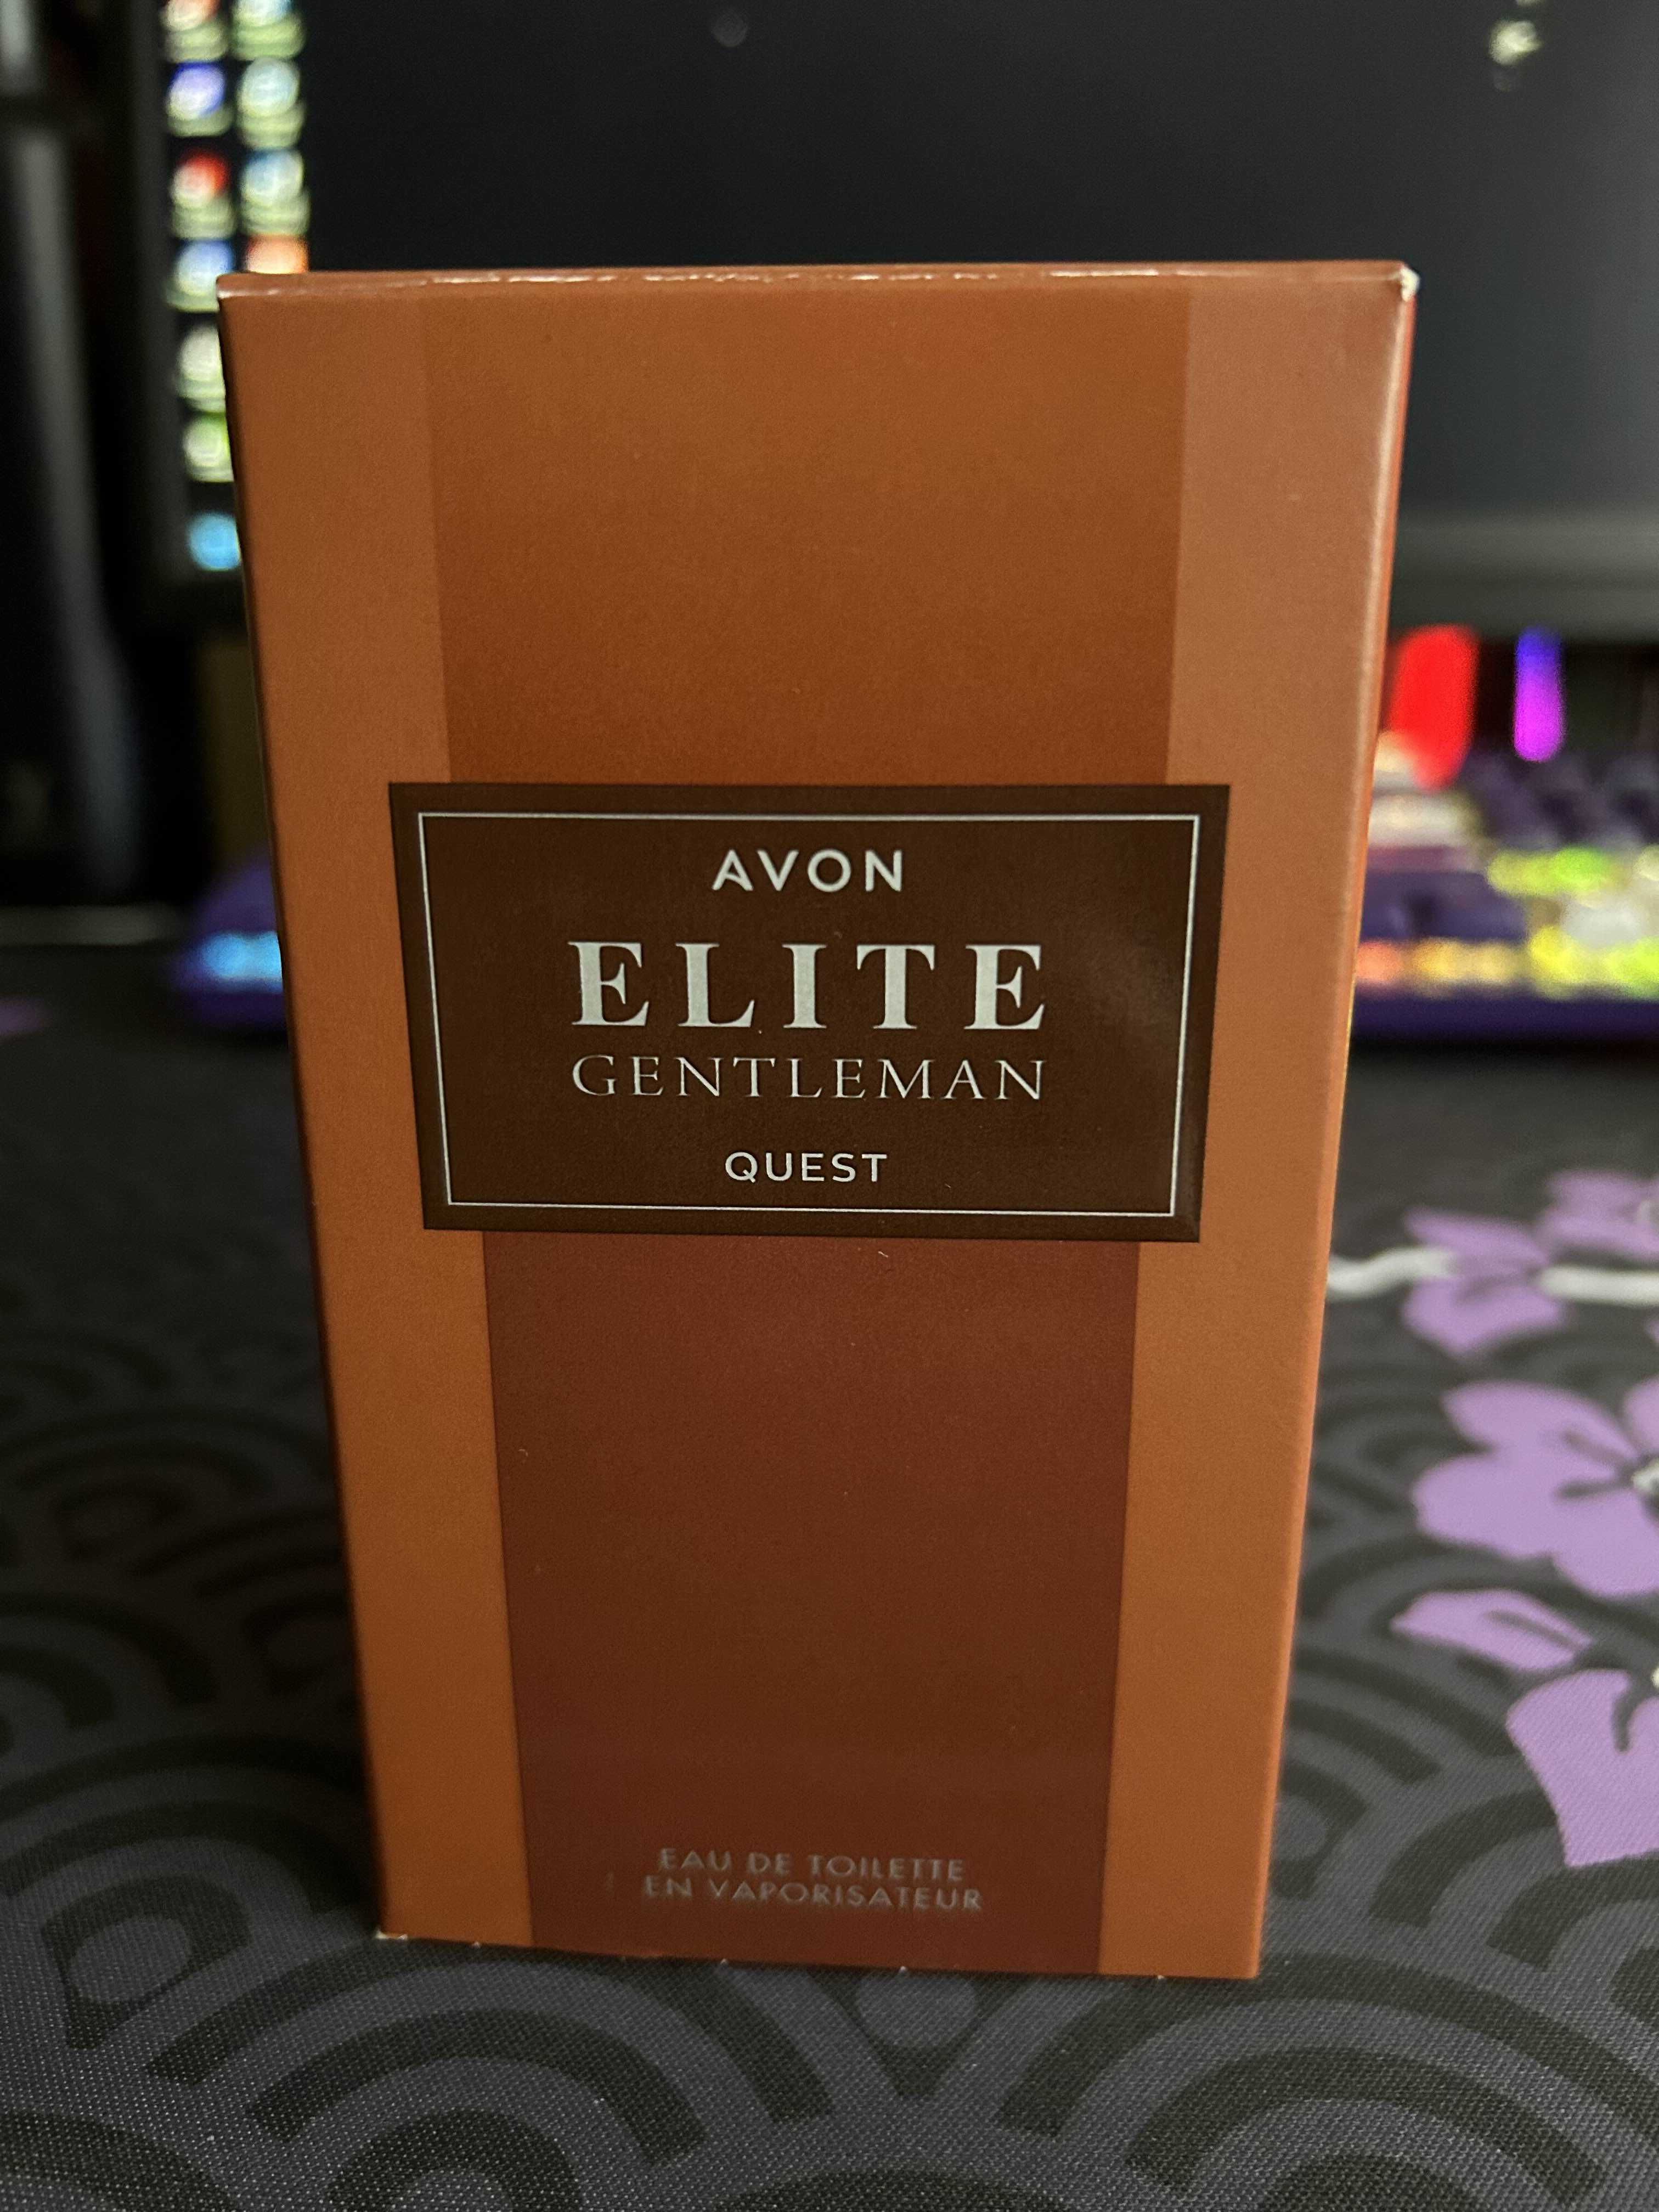 AVON
ELITE
GENTLEMAN
QUEST
EAU DE TOILETTE
EN VAPORISATEUR